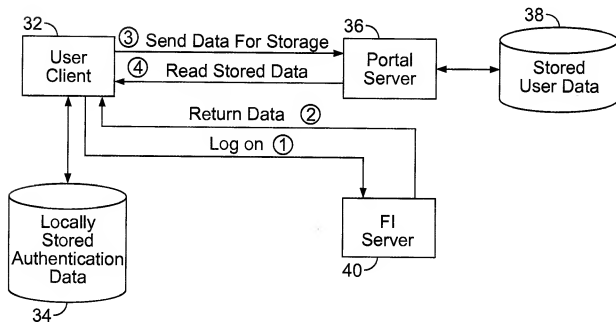 32
User
Client
③ Send Data For Storage
④ Read Stored Data
36
Portal
Server
38
Stored
User Data
Return Data ②
Log on ①
FI
Server
40
Locally
Stored
Authentication
Data
34